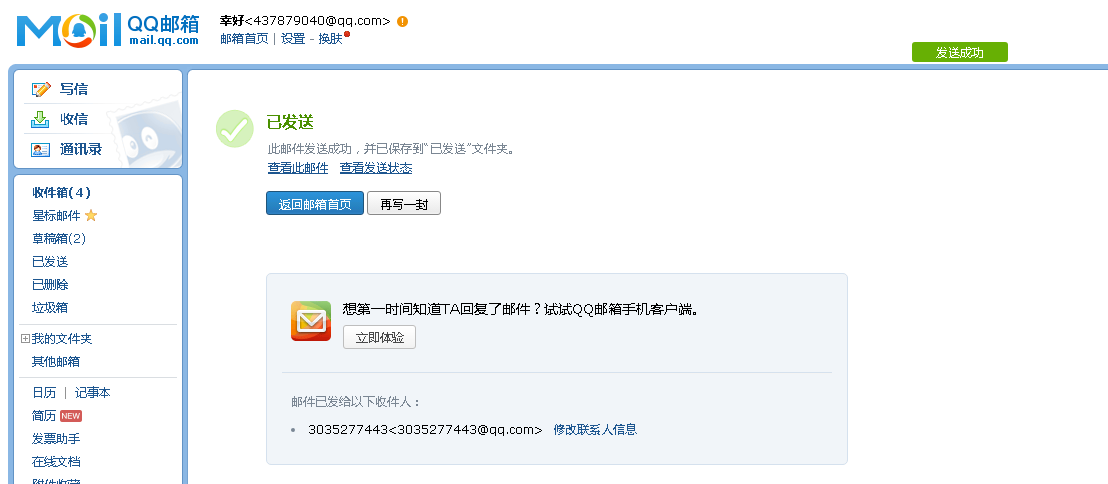 Mail QQ邮箱
mail.qq.com
幸好<437879040@qq.com>
邮箱首页 | 设置 - 换肤
发送成功
写信
收信
通讯录
收件箱(4)
星标邮件
草稿箱(2)
已发送
已删除
垃圾箱
我的文件夹
其他邮箱
日历 | 记事本
简历 NEW
发票助手
在线文档
附件收藏
已发送
此邮件发送成功，并已保存到“已发送”文件夹。
查看此邮件 查看发送状态
返回邮箱首页 再写一封
想第一时间知道TA回复了邮件？试试QQ邮箱手机客户端。
立即体验
邮件已发给以下收件人：
• 3035277443<3035277443@qq.com> 修改联系人信息